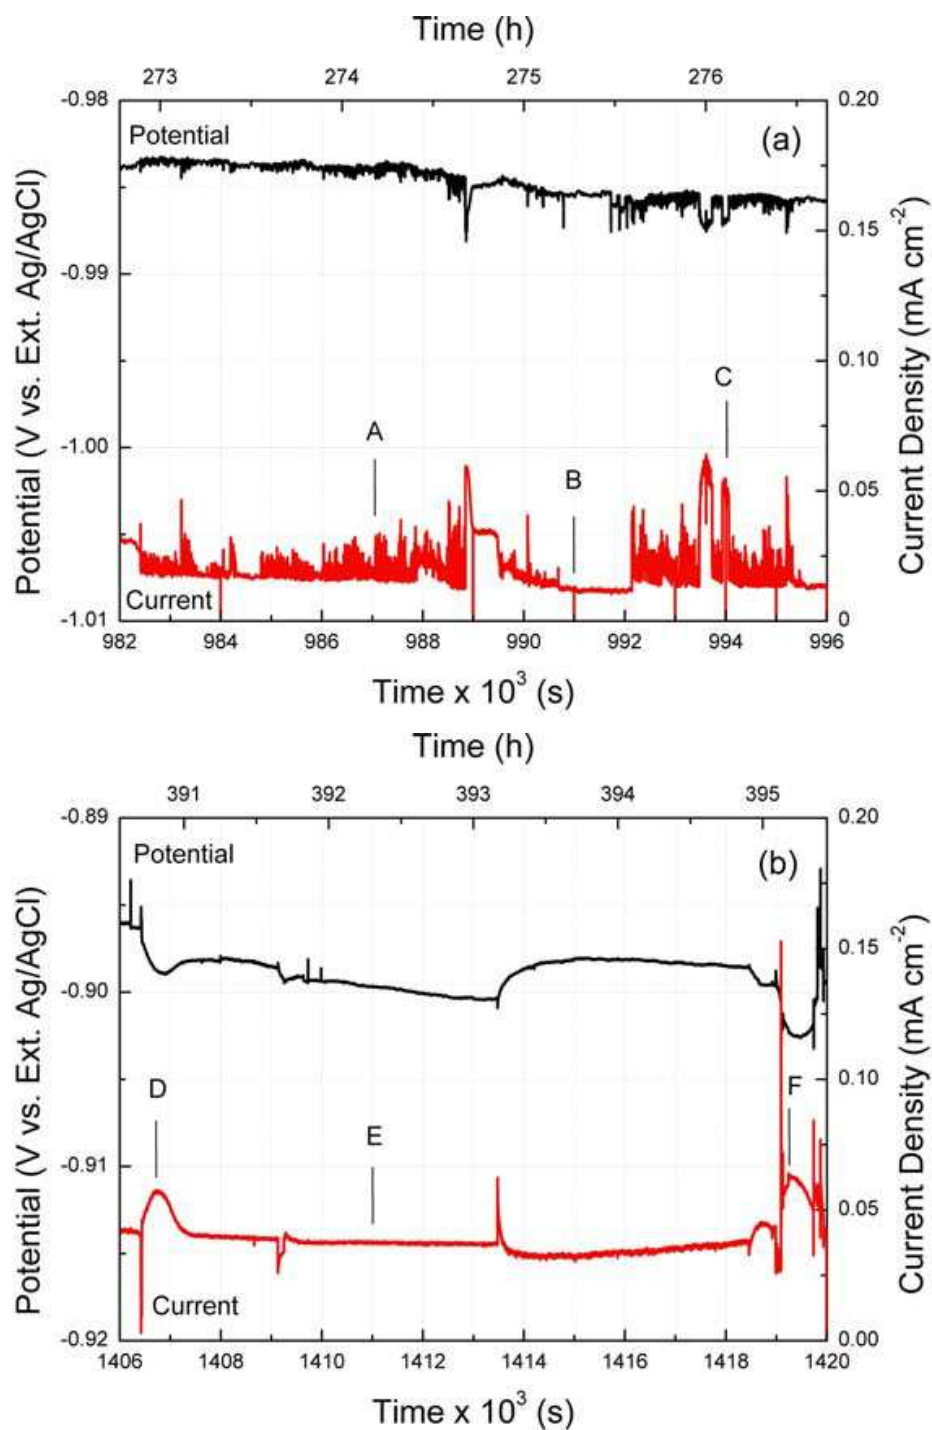 Time (h)
273 274 275 276
-0.98 0.20
Potential (a)
0.15
-0.99
Potential (V vs. Ext. Ag/AgCl)
Current Density (mA cm⁻²)
0.10
C
A
-1.00
B
0.05
Current
-1.01 0
982 984 986 988 990 992 994 996
Time x 10³ (s)
Time (h)
391 392 393 394 395
-0.89 0.20
Potential (b)
0.15
-0.90
Potential (V vs. Ext. Ag/AgCl)
Current Density (mA cm⁻²)
0.10
D F
E
-0.91
0.05
Current
-0.92 0.00
1406 1408 1410 1412 1414 1416 1418 1420
Time x 10³ (s)